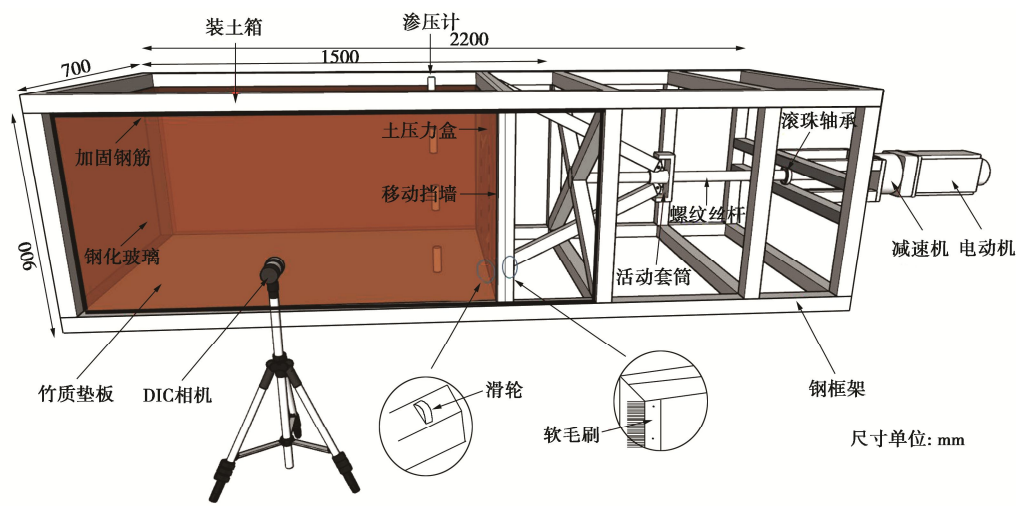 装土箱
渗压计
2200
1500
700
滚珠轴承
土压力盒
加固钢筋
移动挡墙
螺纹丝杆
900
钢化玻璃
减速机
电动机
活动套筒
竹质垫板
DIC相机
滑轮
钢框架
软毛刷
尺寸单位: mm